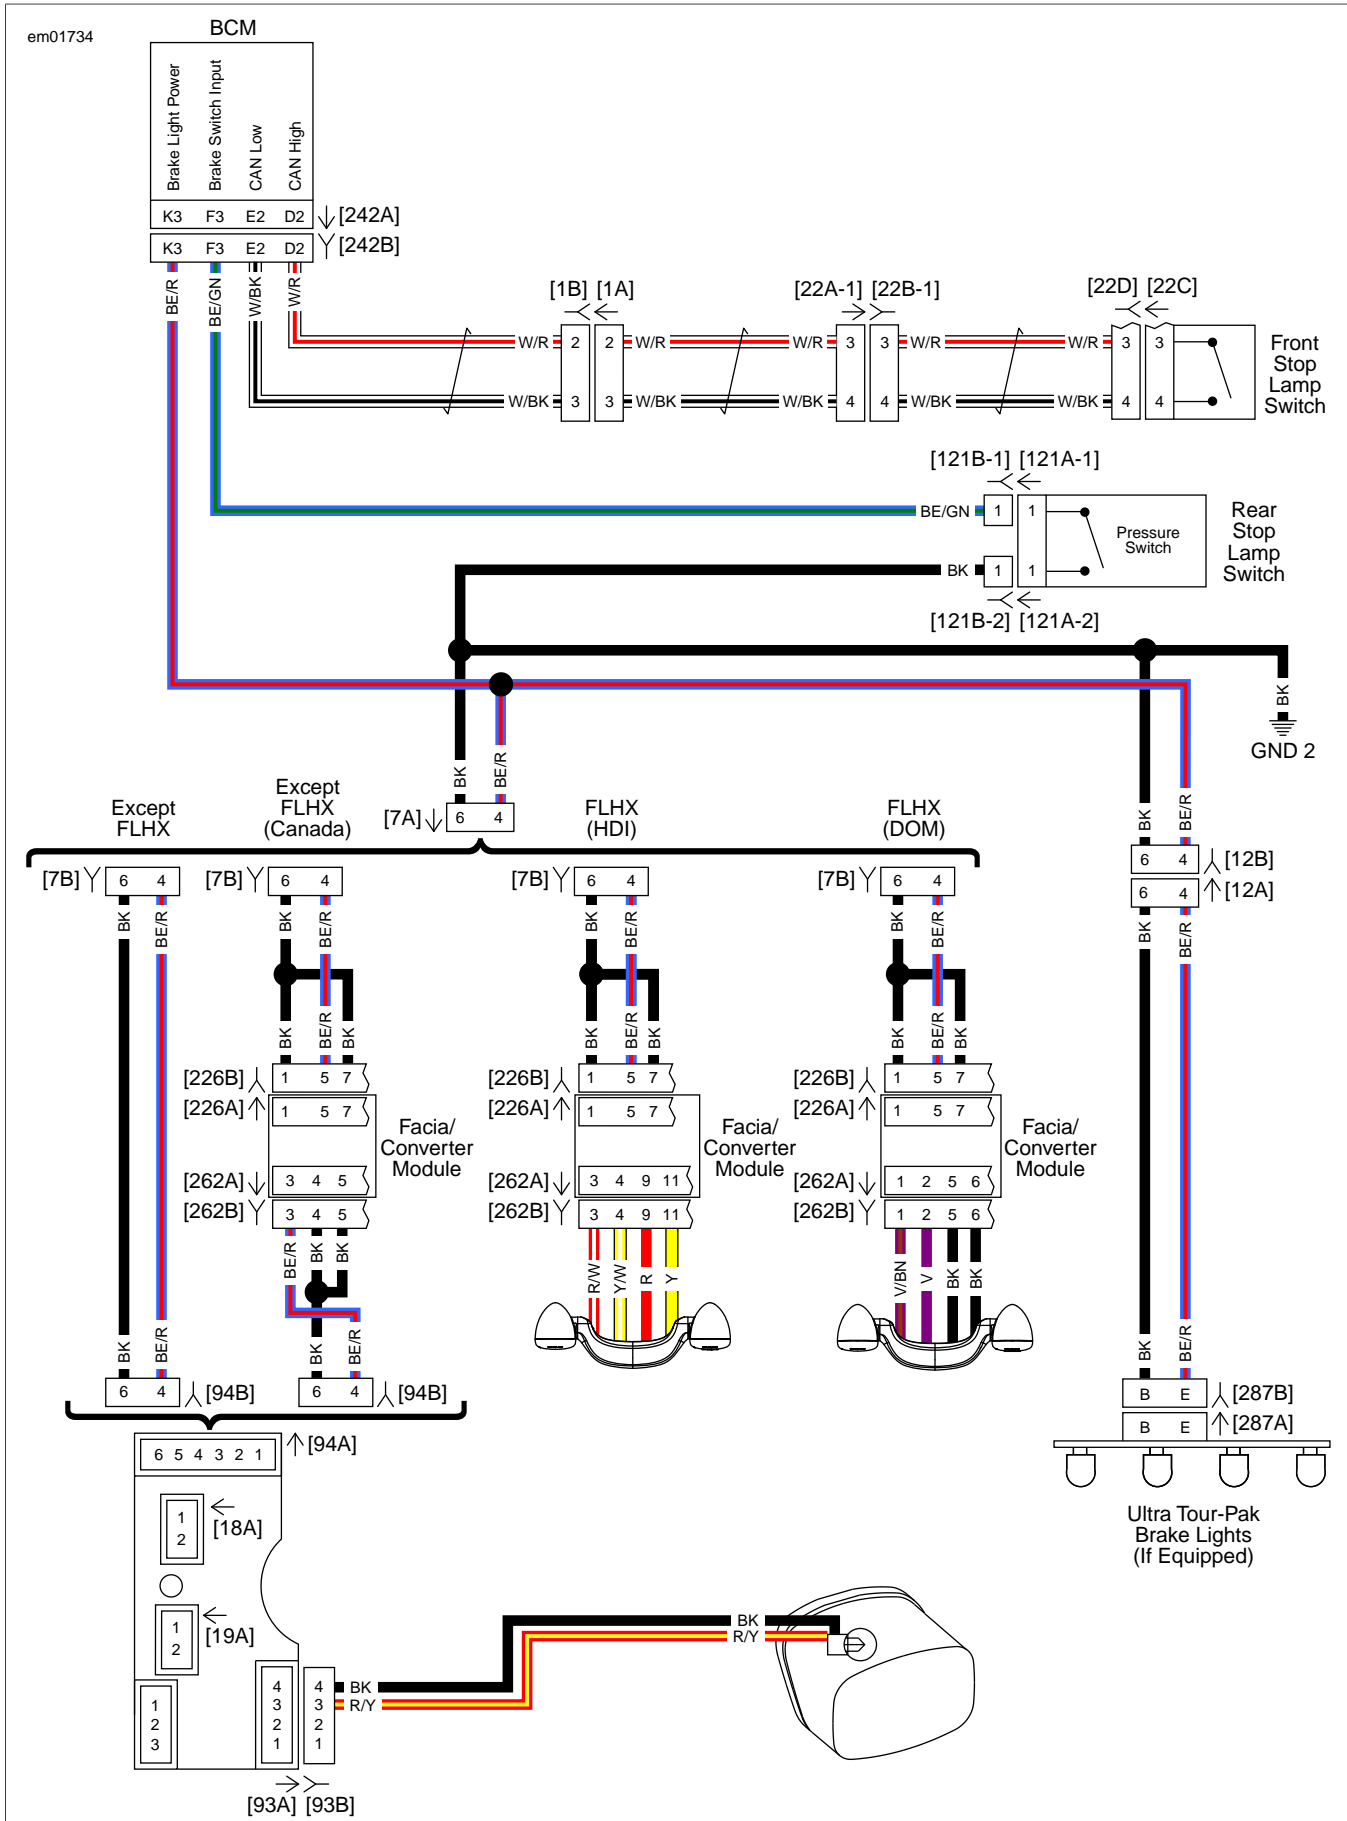 em01734
BCM
Brake Light Power
Brake Switch Input
CAN Low
CAN High
K3 F3 E2 D2 [242A]
K3 F3 E2 D2 [242B]
BE/R BE/GN W/BK W/R
[1B] [1A] [22A-1] [22B-1] [22D] [22C]
W/R 2 2 W/R W/R 3 3 W/R W/R 3 3
W/BK 3 3 W/BK W/BK 4 4 W/BK W/BK 4 4
Front
Stop
Lamp
Switch
[121B-1] [121A-1]
BE/GN 1 1
Pressure
Switch
BK 1 1
[121B-2] [121A-2]
Rear
Stop
Lamp
Switch
BK
GND 2
BK BE/R
BK BE/R
[7A] 6 4
Except
FLHX
Except
FLHX
(Canada)
FLHX
(HDI)
FLHX
(DOM)
6 4 [12B]
6 4 [12A]
[7B] 6 4
[7B] 6 4
[7B] 6 4
[7B] 6 4
BK BE/R
BK BE/R
BK BE/R
BK BE/R
BK BE/R
BK BE/R BK
BK BE/R BK
BK BE/R BK
[226B] 1 5 7
[226B] 1 5 7
[226B] 1 5 7
[226A] 1 5 7
[226A] 1 5 7
[226A] 1 5 7
Facia/
Converter
Module
Facia/
Converter
Module
Facia/
Converter
Module
[262A] 3 4 5
[262A] 3 4 9 11
[262A] 1 2 5 6
[262B] 3 4 5
[262B] 3 4 9 11
[262B] 1 2 5 6
BE/R BK BK
R/W Y/W R Y
V/BN V BK BK
BK BE/R
BK BE/R
BK BE/R
6 4 [94B]
6 4 [94B]
B E [287B]
B E [287A]
6 5 4 3 2 1 [94A]
Ultra Tour-Pak
Brake Lights
(If Equipped)
1
2
[18A]
1
2
[19A]
BK
R/Y
1
2
3
4
3
2
1
4
3
2
1
BK
R/Y
[93A] [93B]